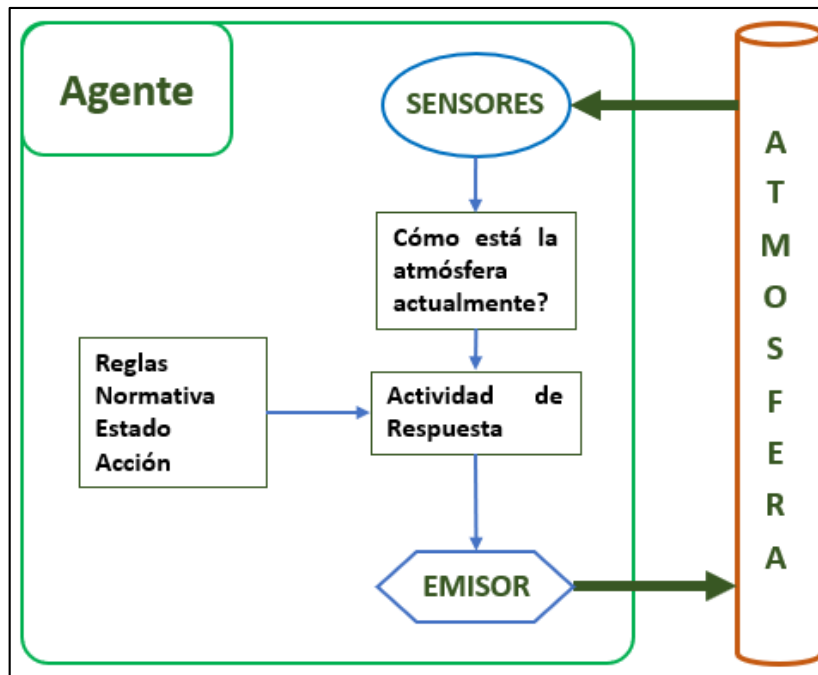 Agente
SENSORES
Cómo está la
atmósfera
actualmente?
Reglas
Normativa
Estado
Acción
Actividad de
Respuesta
EMISOR
A
T
M
O
S
F
E
R
A